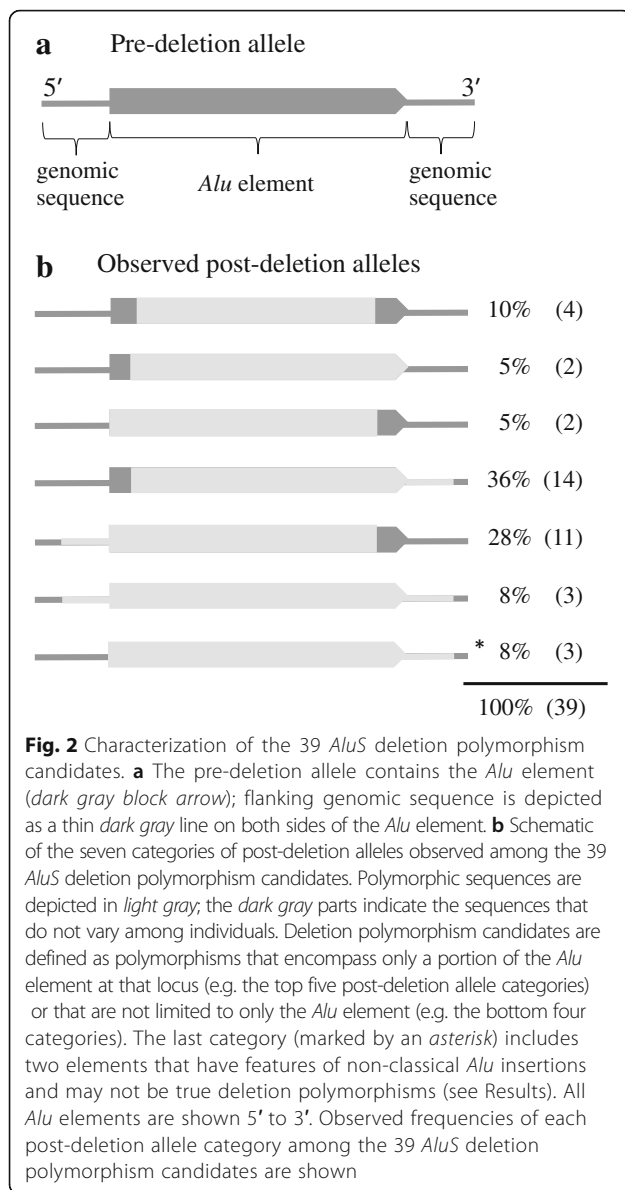 a Pre-deletion allele
5′ 3′
genomic sequence
Alu element
genomic sequence
b Observed post-deletion alleles
10% (4)
5% (2)
5% (2)
36% (14)
28% (11)
8% (3)
* 8% (3)
100% (39)
Fig. 2 Characterization of the 39 AluS deletion polymorphism
candidates. a The pre-deletion allele contains the Alu element
(dark gray block arrow); flanking genomic sequence is depicted
as a thin dark gray line on both sides of the Alu element. b Schematic
of the seven categories of post-deletion alleles observed among the 39
AluS deletion polymorphism candidates. Polymorphic sequences are
depicted in light gray; the dark gray parts indicate the sequences that
do not vary among individuals. Deletion polymorphism candidates are
defined as polymorphisms that encompass only a portion of the Alu
element at that locus (e.g. the top five post-deletion allele categories)
or that are not limited to only the Alu element (e.g. the bottom four
categories). The last category (marked by an asterisk) includes
two elements that have features of non-classical Alu insertions
and may not be true deletion polymorphisms (see Results). All
Alu elements are shown 5′ to 3′. Observed frequencies of each
post-deletion allele category among the 39 AluS deletion
polymorphism candidates are shown